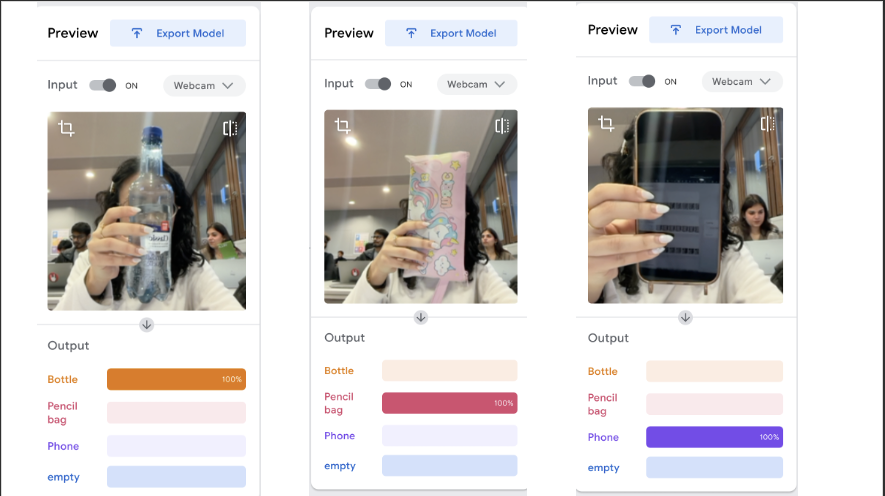 Preview
Export Model
Input
ON
Webcam
Output
Bottle
100%
Pencil
bag
Phone
empty
Preview
Export Model
Input
ON
Webcam
Output
Bottle
Pencil
bag
100%
Phone
empty
Preview
Export Model
Input
ON
Webcam
Output
Bottle
Pencil
bag
Phone
100%
empty